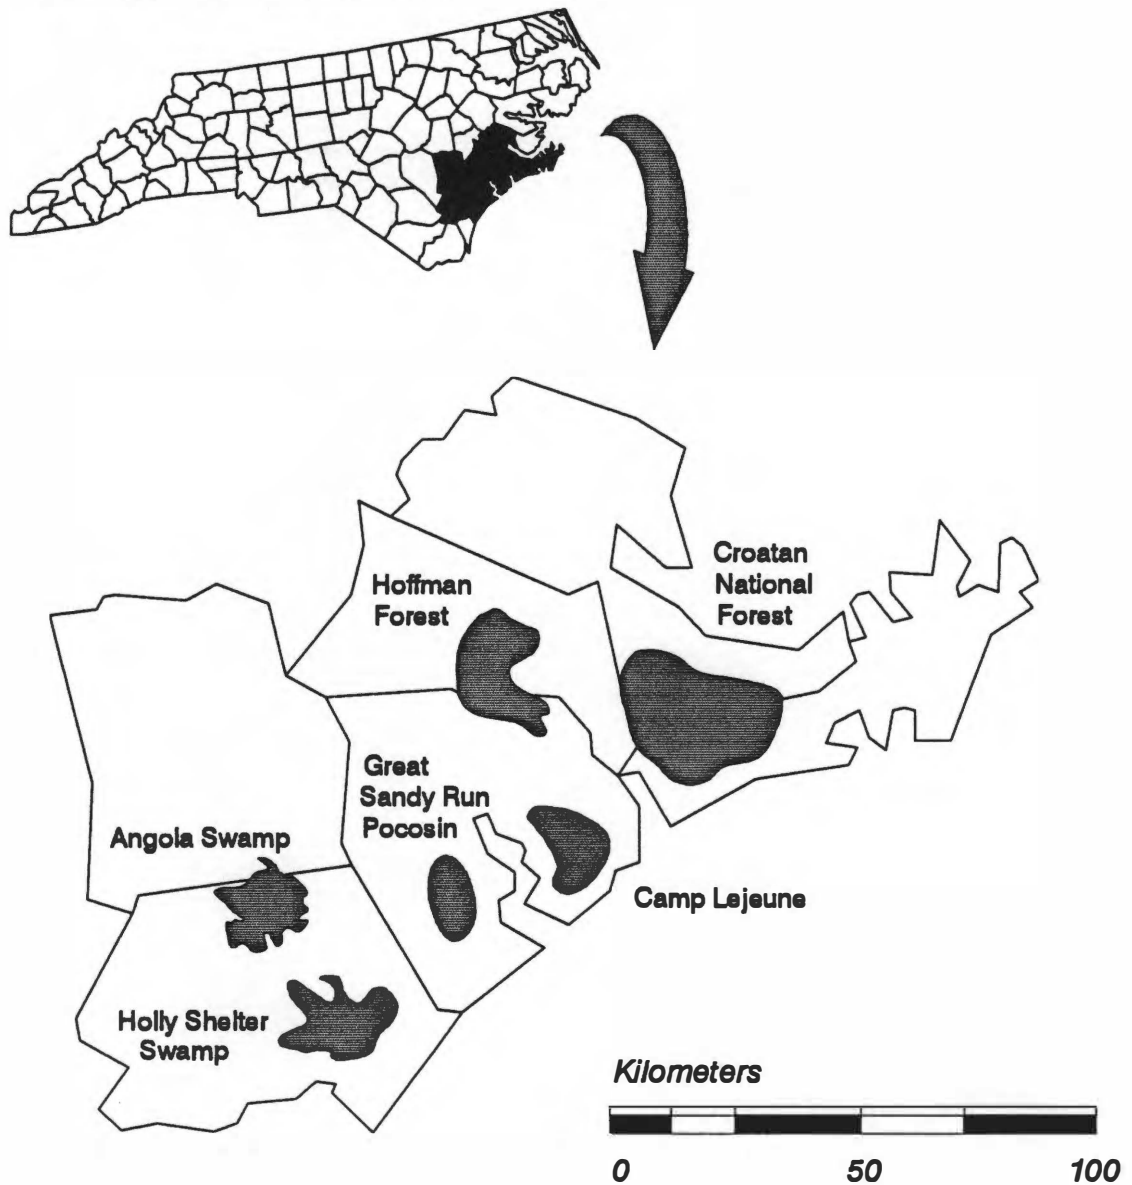 Croatan
National
Forest
Hoffman
Forest
Great
Sandy Run
Pocosin
Angola Swamp
Camp Lejeune
Holly Shelter
Swamp
Kilometers
0 50 100